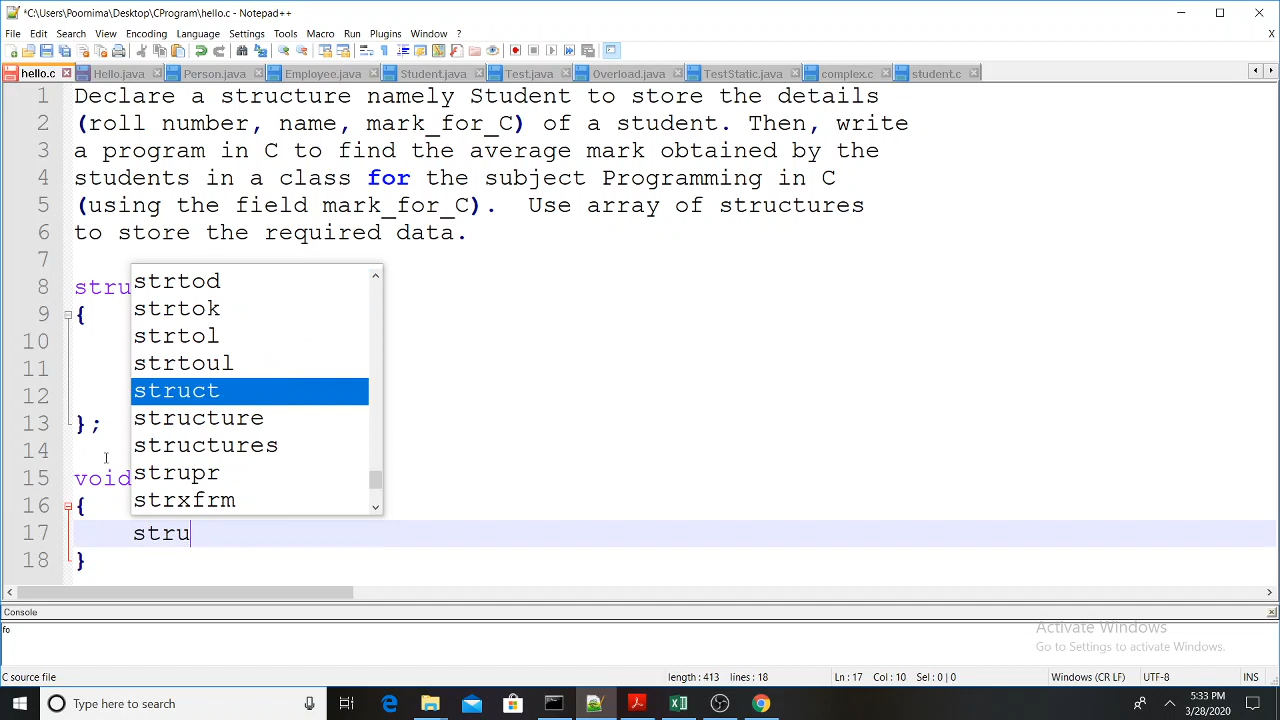 *C:\Users\Poornima\Desktop\CProgram\hello.c - Notepad++
File Edit Search View Encoding Language Settings Tools Macro Run Plugins Window ?
X
hello.c Hello.java Person.java Employee.java Student.java Test.java Overload.java TestStatic.java complex.c student.c
1 Declare a structure namely Student to store the details
2 (roll number, name, mark_for_C) of a student. Then, write
3 a program in C to find the average mark obtained by the
4 students in a class for the subject Programming in C
5 (using the field mark_for_C).  Use array of structures
6 to store the required data.
7
8 stru
9 {
10
11
12
13 };
14
15 void
16 {
17 stru
18 }
strtod
strtok
strtol
strtoul
struct
structure
structures
strupr
strxfrm
Console
fo
Activate Windows
Go to Settings to activate Windows.
C source file length : 413 lines : 18 Ln : 17 Col : 10 Sel : 0 | 0 Windows (CR LF) UTF-8 INS
Type here to search
5:33 PM
3/28/2020